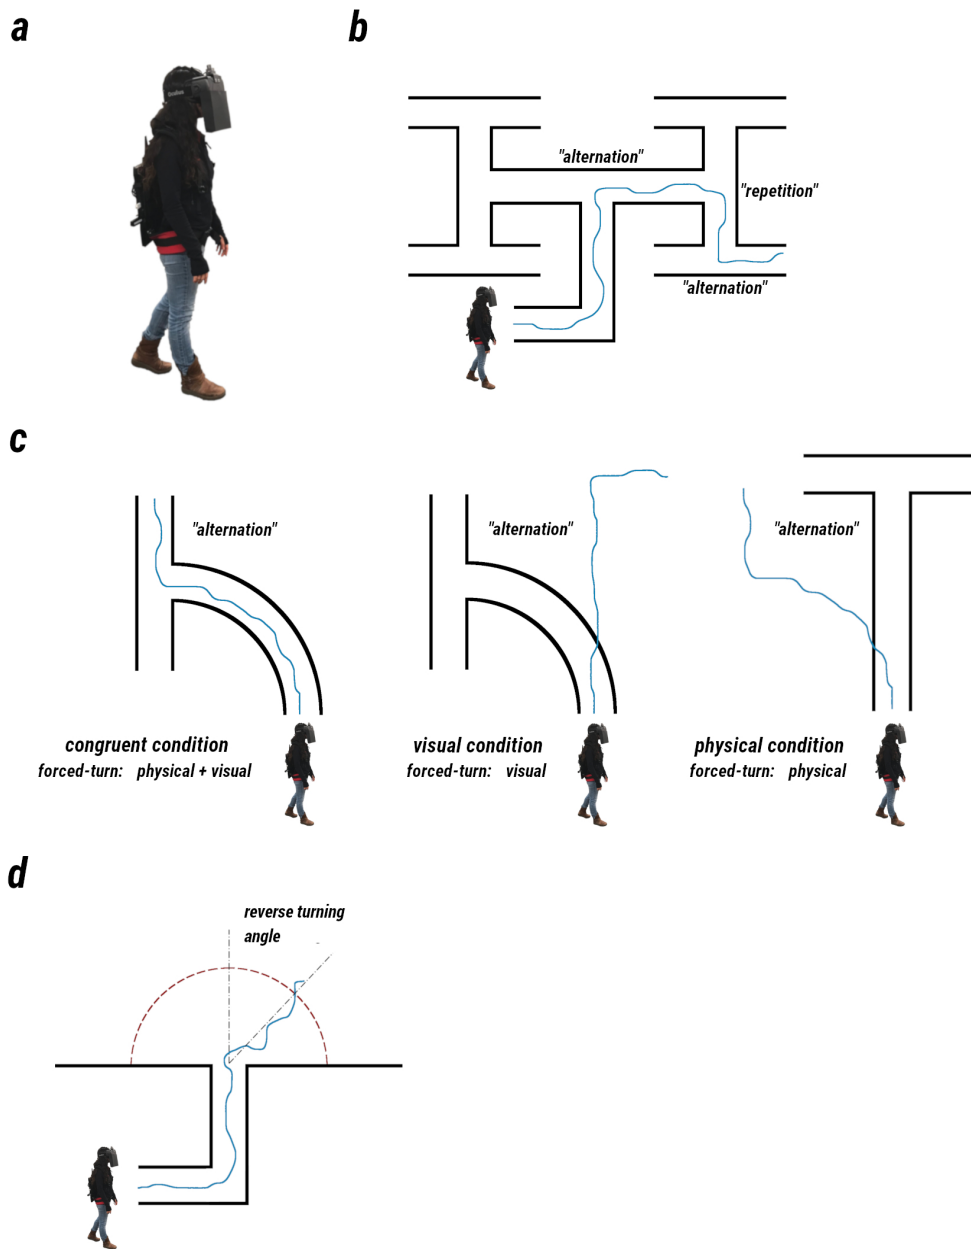 a
b
"alternation"
"repetition"
"alternation"
c
"alternation"
"alternation"
"alternation"
congruent condition
forced-turn: physical + visual
visual condition
forced-turn: visual
physical condition
forced-turn: physical
d
reverse turning
angle